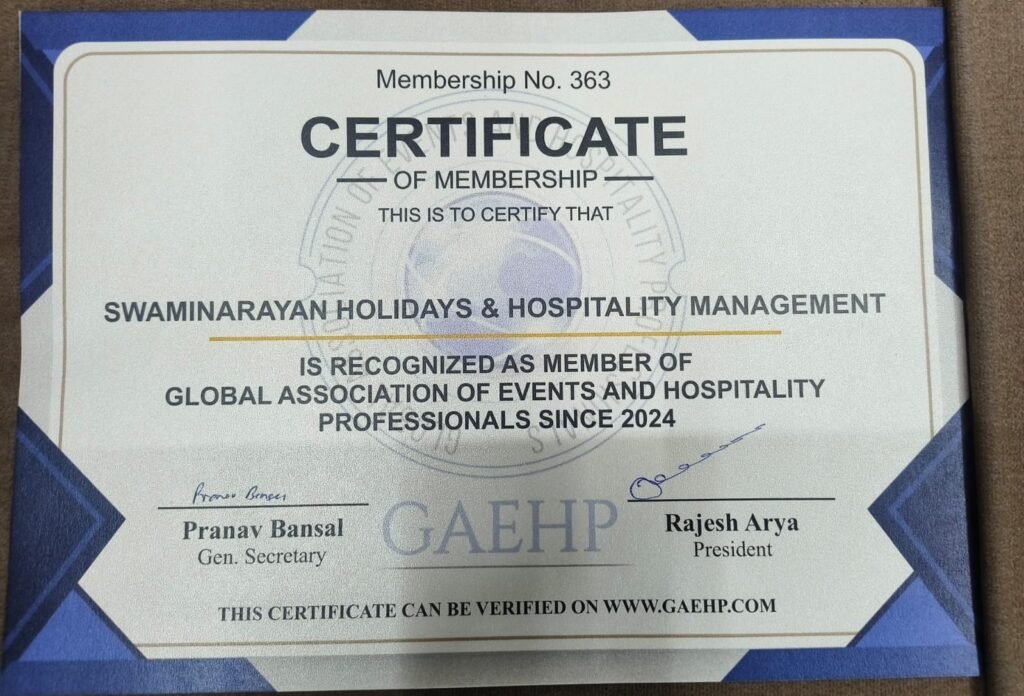 Membership No. 363
CERTIFICATE
OF MEMBERSHIP
THIS IS TO CERTIFY THAT
SWAMINARAYAN HOLIDAYS & HOSPITALITY MANAGEMENT
IS RECOGNIZED AS MEMBER OF
GLOBAL ASSOCIATION OF EVENTS AND HOSPITALITY
PROFESSIONALS SINCE 2024
Pranav Bansal
Pranav Bansal
Gen. Secretary
GAEHP
Rajesh Arya
President
THIS CERTIFICATE CAN BE VERIFIED ON WWW.GAEHP.COM